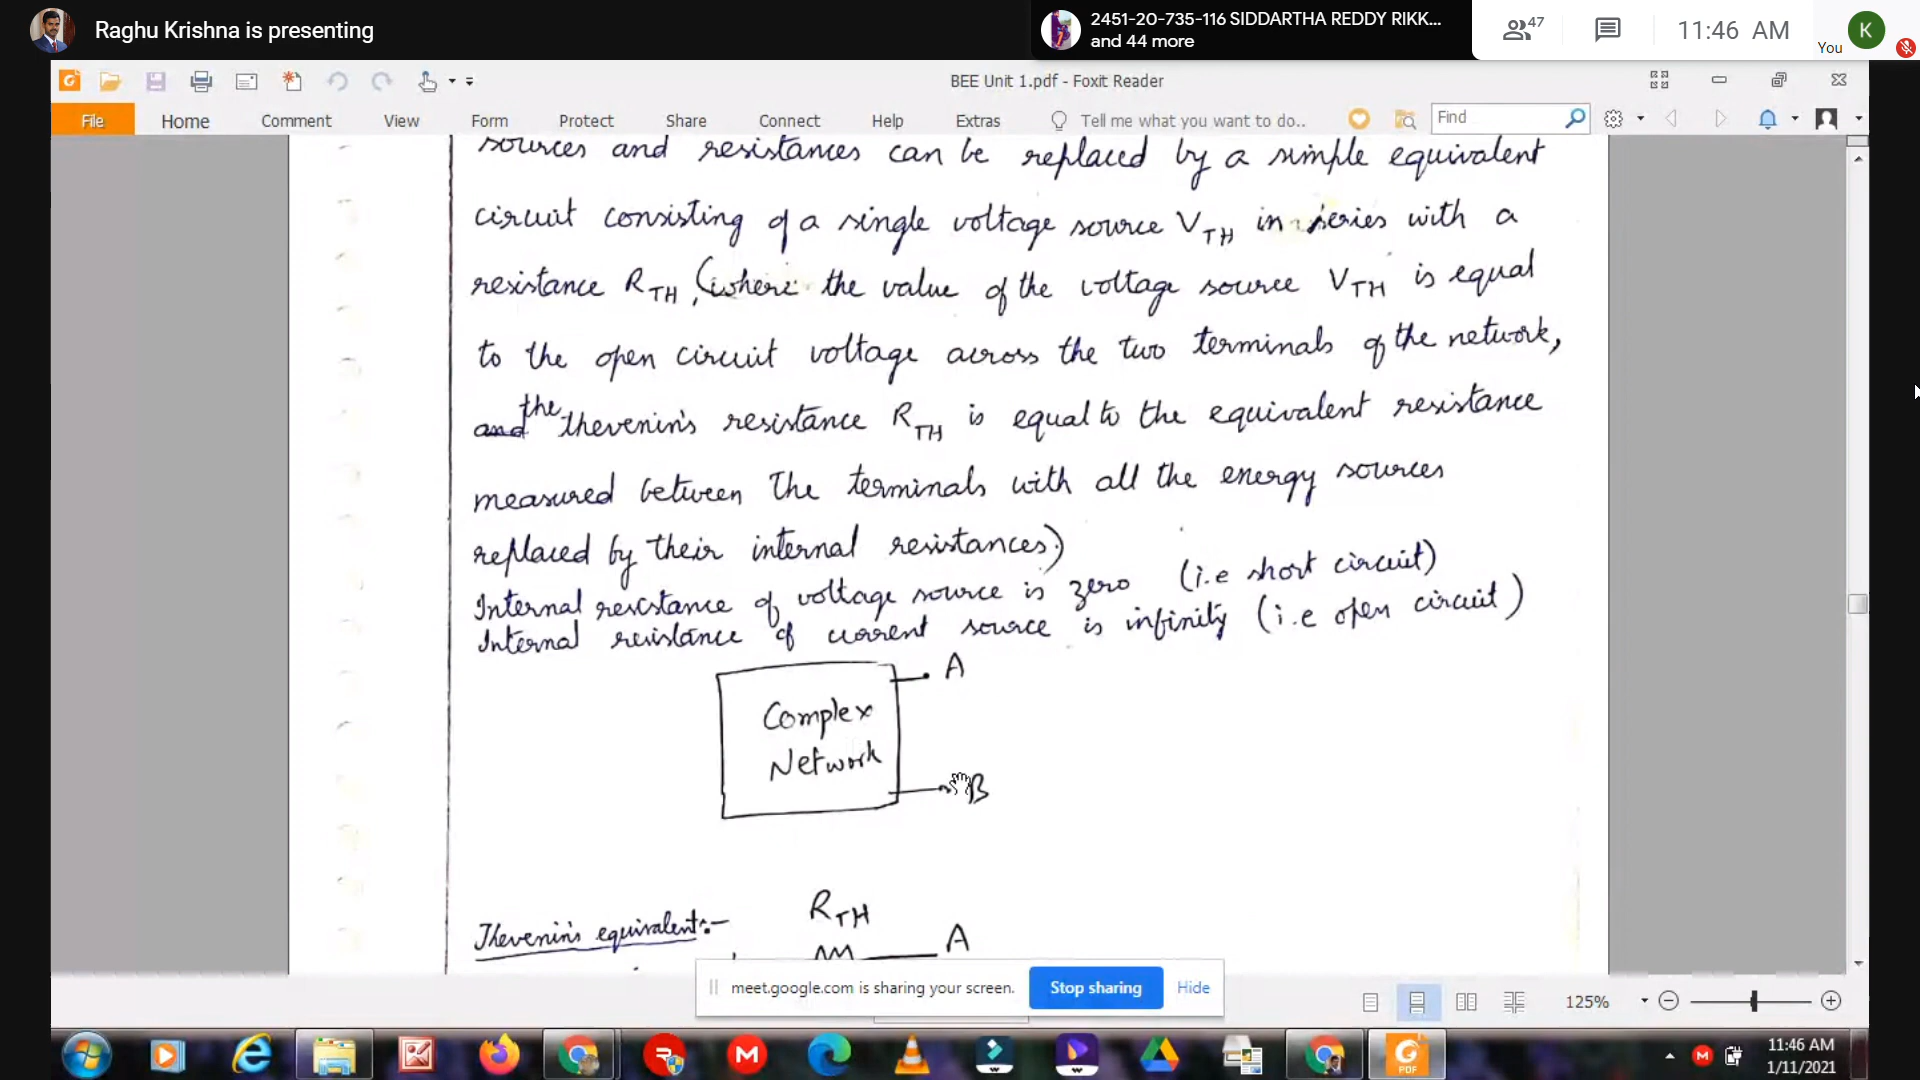 Raghu Krishna is presenting
2451-20-735-116 SIDDARTHA REDDY RIKK...
and 44 more
47
11:46 AM
You
K
BEE Unit 1.pdf - Foxit Reader
File Home Comment View Form Protect Share Connect Help Extras Tell me what you want to do.. Find
sources and resistances can be replaced by a simple equivalent
circuit consisting of a single voltage source VTH in series with a
resistance RTH, (where the value of the voltage source VTH is equal
to the open circuit voltage across the two terminals of the network,
and the thevenin's resistance RTH is equal to the equivalent resistance
measured between the terminals with all the energy sources
replaced by their internal resistances)
Internal resistance of voltage source is zero (i.e short circuit)
Internal resistance of current source is infinity (i.e open circuit)
A
Complex
Network
B
RTH
Thevenin's equivalent:-
A
meet.google.com is sharing your screen. Stop sharing Hide
125%
11:46 AM
1/11/2021